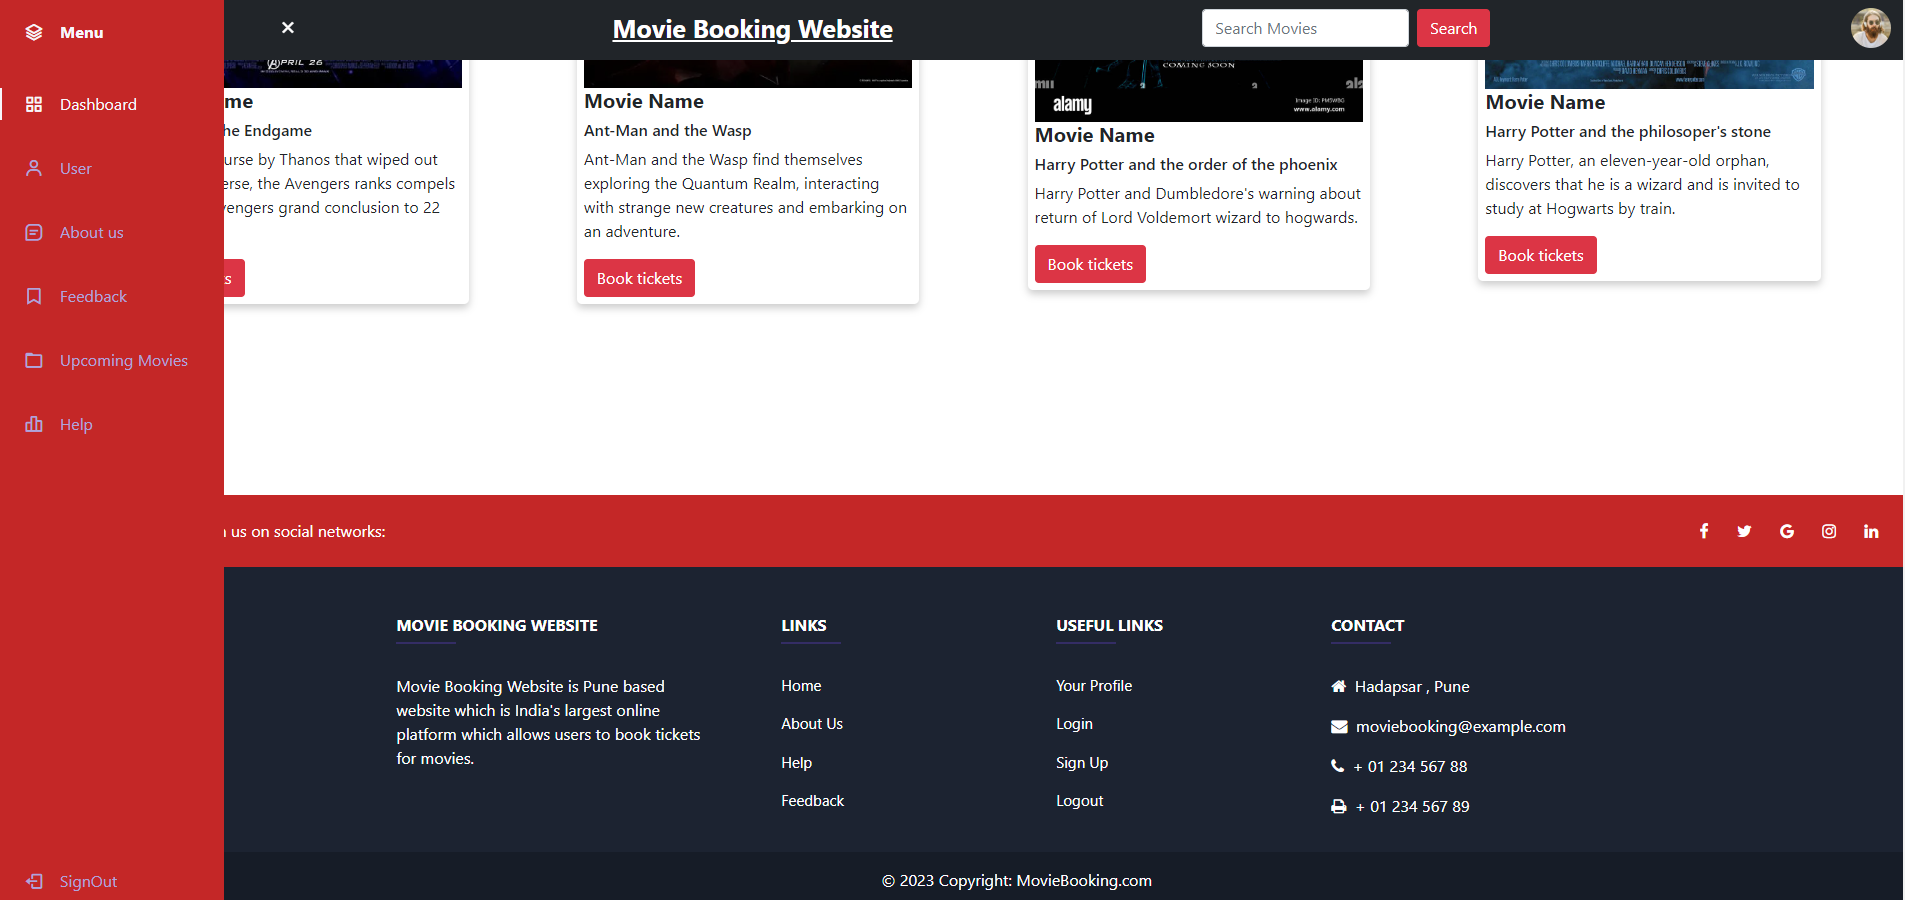 Menu
Movie Booking Website
Search Movies
Search
Dashboard
User
About us
Feedback
Upcoming Movies
Help
SignOut
APRIL 26
me
he Endgame
urse by Thanos that wiped out
erse, the Avengers ranks compels
vengers grand conclusion to 22
s
Movie Name
Ant-Man and the Wasp
Ant-Man and the Wasp find themselves
exploring the Quantum Realm, interacting
with strange new creatures and embarking on
an adventure.
Book tickets
COMING SOON
alamy
Image ID: PM5WBG
www.alamy.com
Movie Name
Harry Potter and the order of the phoenix
Harry Potter and Dumbledore's warning about
return of Lord Voldemort wizard to hogwards.
Book tickets
Movie Name
Harry Potter and the philosoper's stone
Harry Potter, an eleven-year-old orphan,
discovers that he is a wizard and is invited to
study at Hogwarts by train.
Book tickets
us on social networks:
MOVIE BOOKING WEBSITE
Movie Booking Website is Pune based
website which is India's largest online
platform which allows users to book tickets
for movies.
LINKS
Home
About Us
Help
Feedback
USEFUL LINKS
Your Profile
Login
Sign Up
Logout
CONTACT
Hadapsar , Pune
moviebooking@example.com
+ 01 234 567 88
+ 01 234 567 89
© 2023 Copyright: MovieBooking.com